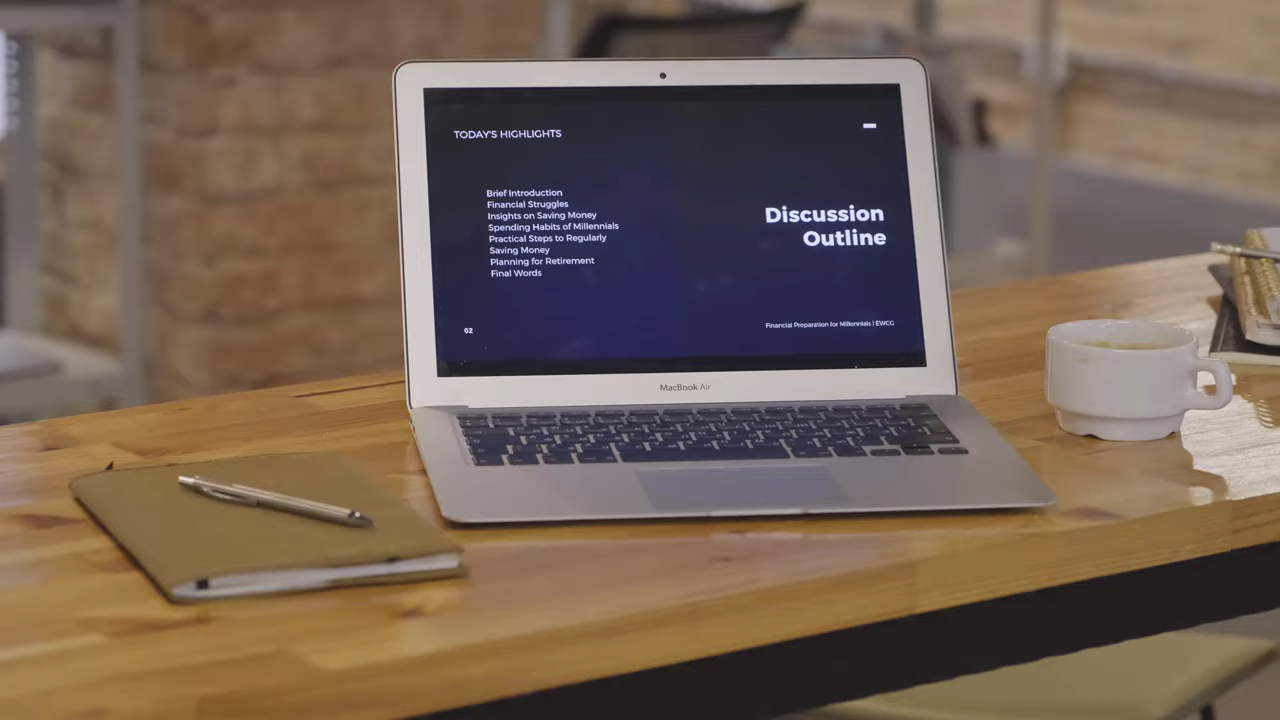 TODAY'S HIGHLIGHTS
Brief Introduction
Financial Struggles
Insights on Saving Money
Spending Habits of Millennials
Practical Steps to Regularly
Saving Money
Planning for Retirement
Final Words
Discussion
Outline
02
Financial Preparation for Millennials | EWCG
MacBook Air